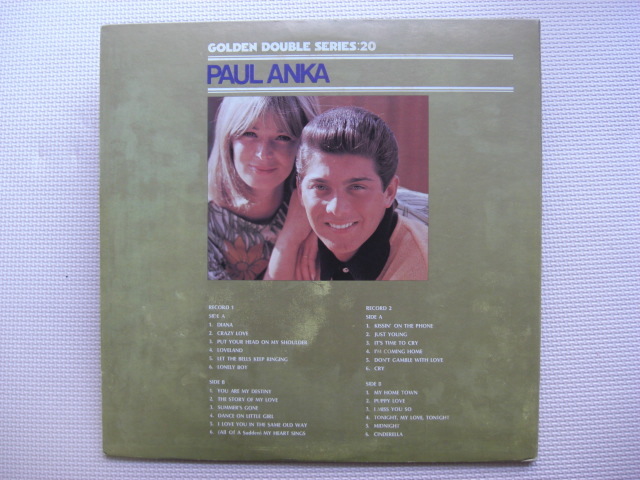 GOLDEN DOUBLE SERIES:20
PAUL ANKA
RECORD 1
SIDE A
1. DIANA
2. CRAZY LOVE
3. PUT YOUR HEAD ON MY SHOULDER
4. LOVELAND
5. LET THE BELLS KEEP RINGING
6. LONELY BOY
SIDE B
1. YOU ARE MY DESTINY
2. THE STORY OF MY LOVE
3. SUMMER'S GONE
4. DANCE ON LITTLE GIRL
5. I LOVE YOU IN THE SAME OLD WAY
6. (All Of A Sudden) MY HEART SINGS
RECORD 2
SIDE A
1. KISSIN' ON THE PHONE
2. JUST YOUNG
3. IT'S TIME TO CRY
4. I'M COMING HOME
5. DON'T GAMBLE WITH LOVE
6. CRY
SIDE B
1. MY HOME TOWN
2. PUPPY LOVE
3. I MISS YOU SO
4. TONIGHT, MY LOVE, TONIGHT
5. MIDNIGHT
6. CINDERELLA